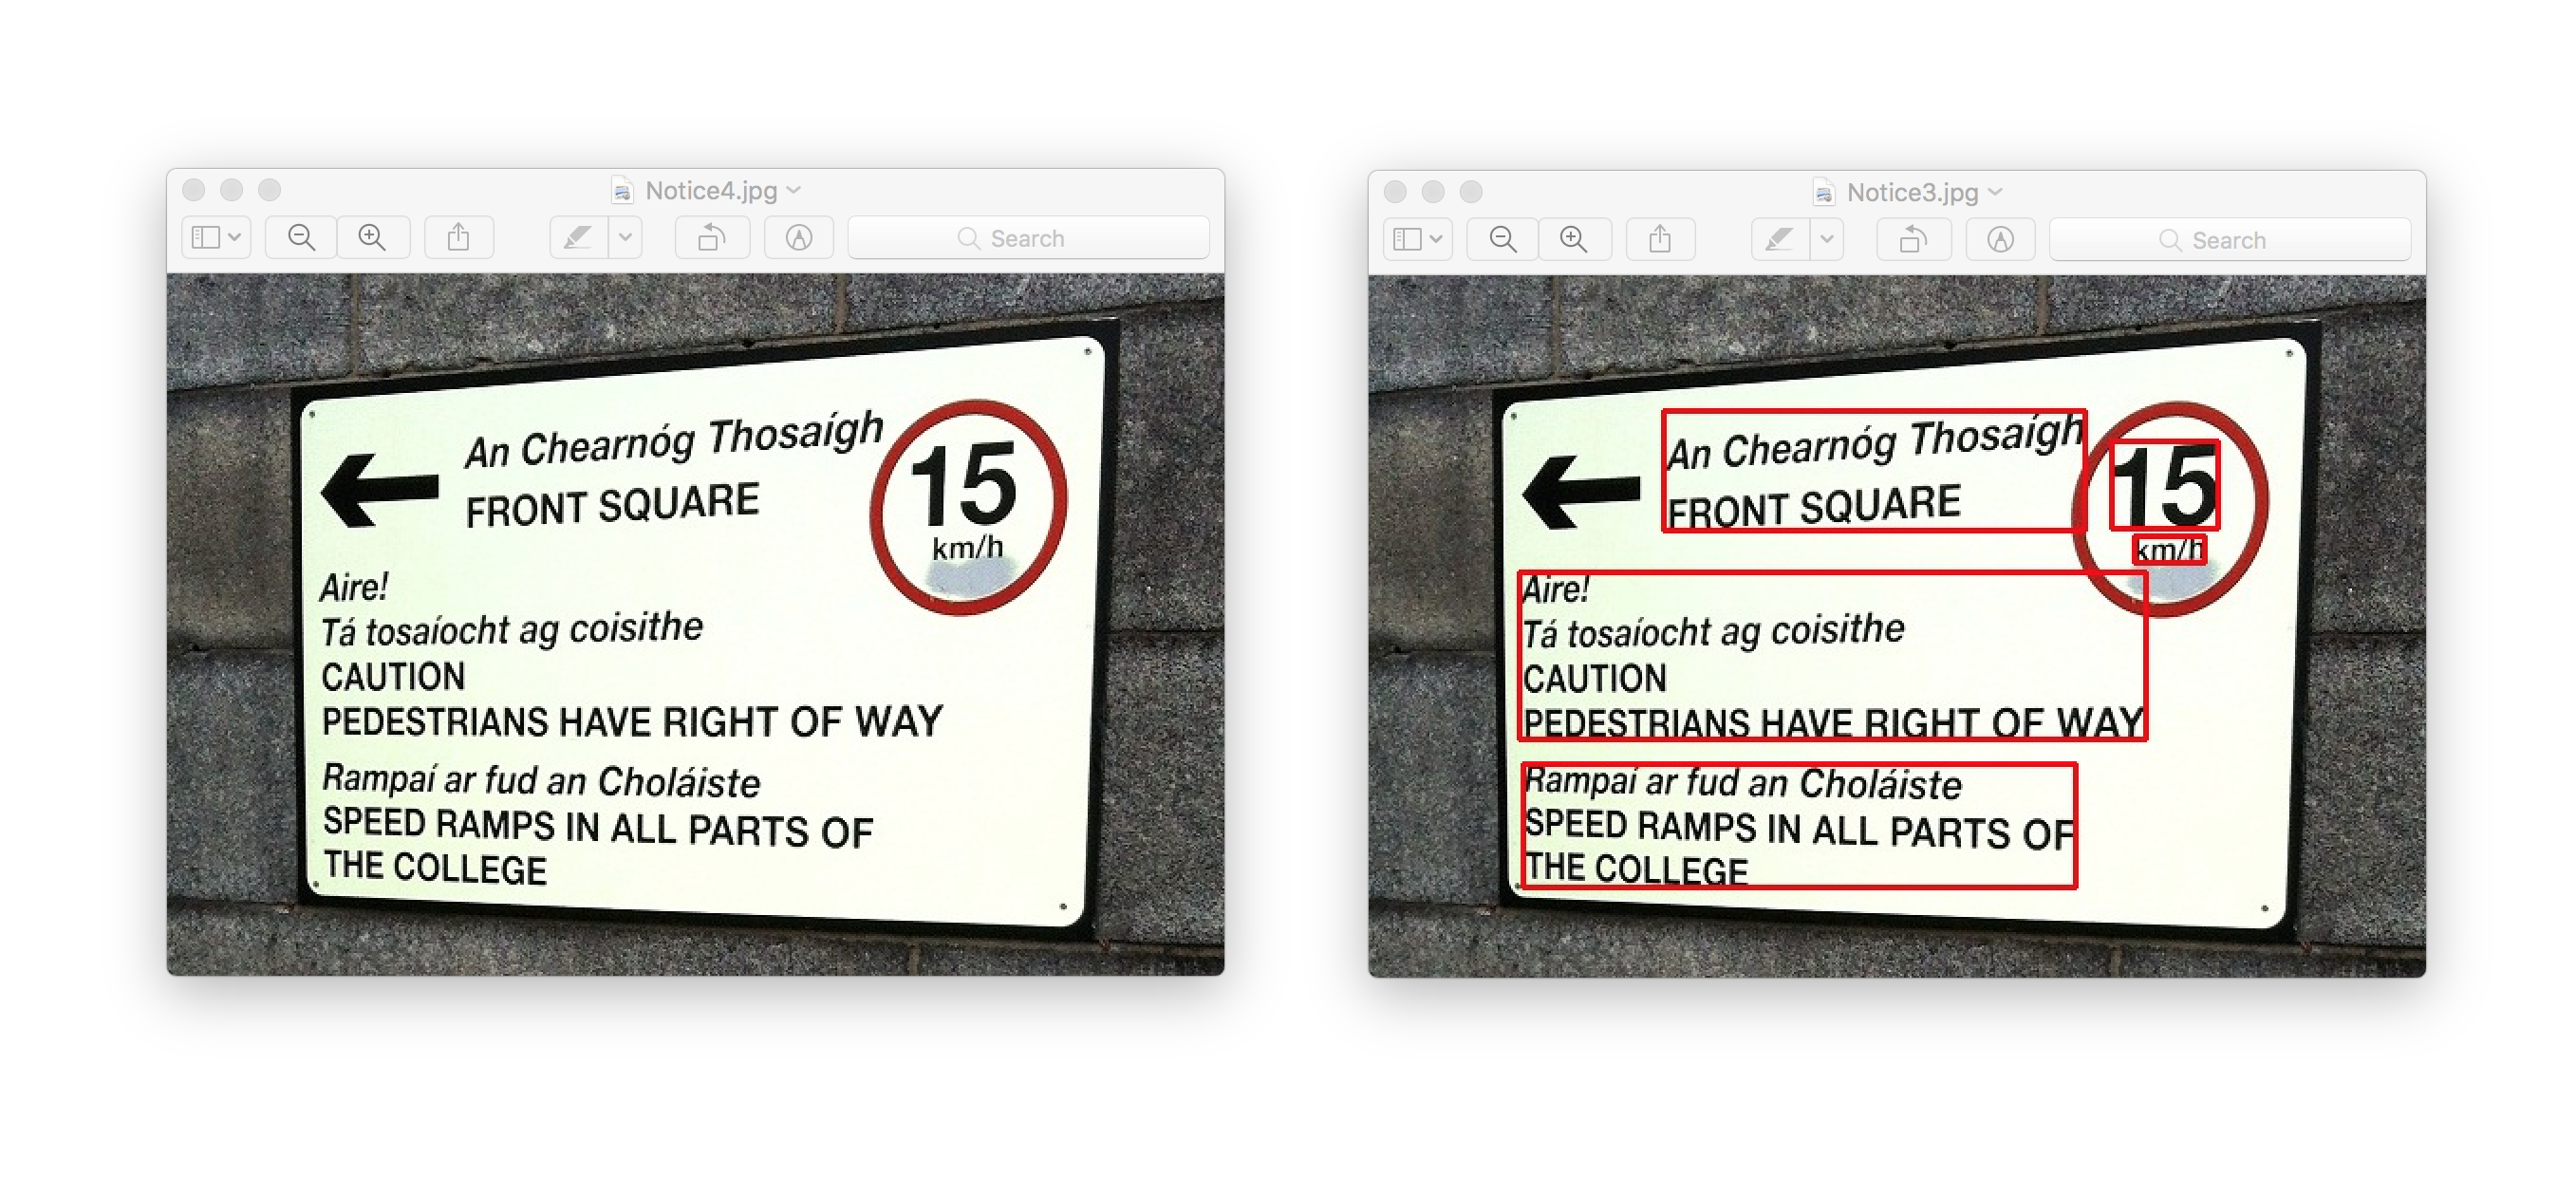 Notice4.jpg
Search
An Chearnóg Thosaígh
FRONT SQUARE
15
km/h
Aire!
Tá tosaíocht ag coisithe
CAUTION
PEDESTRIANS HAVE RIGHT OF WAY
Rampaí ar fud an Choláiste
SPEED RAMPS IN ALL PARTS OF
THE COLLEGE
Notice3.jpg
Search
An Chearnóg Thosaígh
FRONT SQUARE
15
km/h
Aire!
Tá tosaíocht ag coisithe
CAUTION
PEDESTRIANS HAVE RIGHT OF WAY
Rampaí ar fud an Choláiste
SPEED RAMPS IN ALL PARTS OF
THE COLLEGE